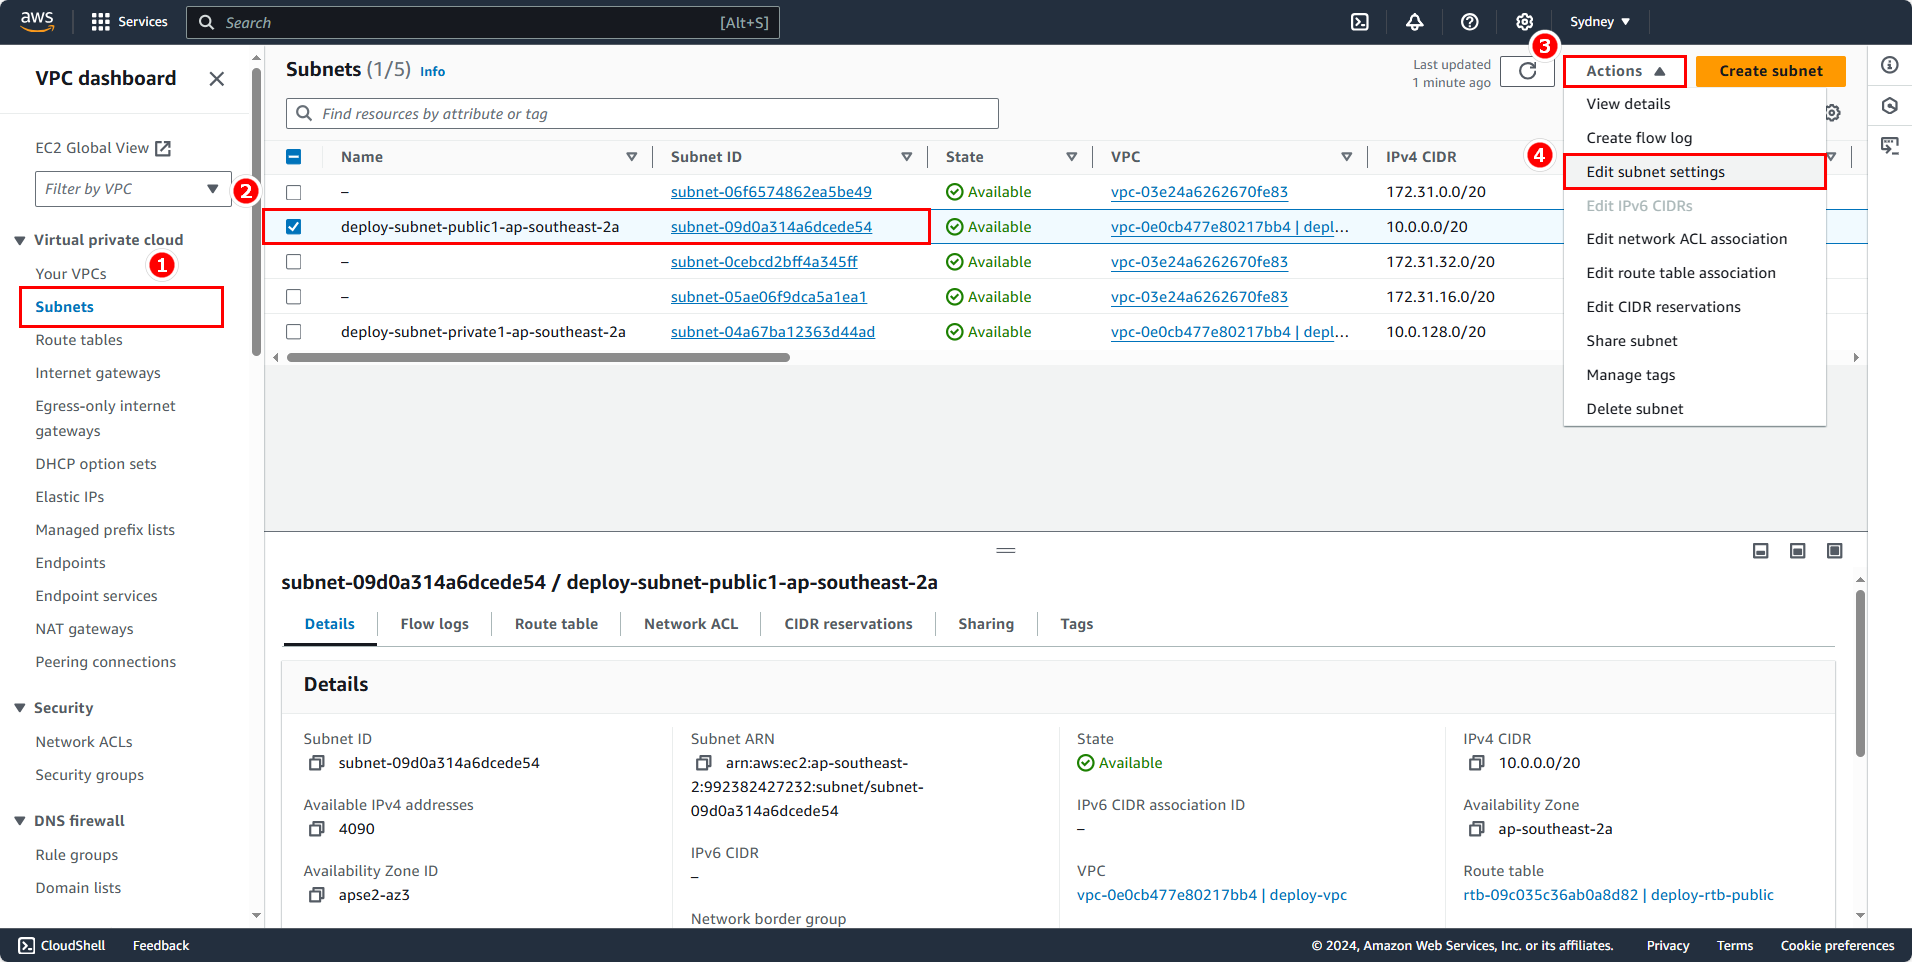 aws
Services
Search
[Alt+S]
Sydney
VPC dashboard
EC2 Global View
Filter by VPC
2
Virtual private cloud
Your VPCs
1
Subnets
Route tables
Internet gateways
Egress-only internet
gateways
DHCP option sets
Elastic IPs
Managed prefix lists
Endpoints
Endpoint services
NAT gateways
Peering connections
Security
Network ACLs
Security groups
DNS firewall
Rule groups
Domain lists
Subnets (1/5) Info
Last updated
1 minute ago
3
Actions
Create subnet
Find resources by attribute or tag
View details
Create flow log
4
Edit subnet settings
Edit IPv6 CIDRs
Edit network ACL association
Edit route table association
Edit CIDR reservations
Share subnet
Manage tags
Delete subnet
Name Subnet ID State VPC IPv4 CIDR
– subnet-06f6574862ea5be49 Available vpc-03e24a6262670fe83 172.31.0.0/20
deploy-subnet-public1-ap-southeast-2a subnet-09d0a314a6dcede54 Available vpc-0e0cb477e80217bb4 | depl... 10.0.0.0/20
– subnet-0cebcd2bff4a345ff Available vpc-03e24a6262670fe83 172.31.32.0/20
– subnet-05ae06f9dca5a1ea1 Available vpc-03e24a6262670fe83 172.31.16.0/20
deploy-subnet-private1-ap-southeast-2a subnet-04a67ba12363d44ad Available vpc-0e0cb477e80217bb4 | depl... 10.0.128.0/20
subnet-09d0a314a6dcede54 / deploy-subnet-public1-ap-southeast-2a
Details Flow logs Route table Network ACL CIDR reservations Sharing Tags
Details
Subnet ID
subnet-09d0a314a6dcede54
Available IPv4 addresses
4090
Availability Zone ID
apse2-az3
Subnet ARN
arn:aws:ec2:ap-southeast-
2:992382427232:subnet/subnet-
09d0a314a6dcede54
IPv6 CIDR
–
Network border group
State
Available
IPv6 CIDR association ID
–
VPC
vpc-0e0cb477e80217bb4 | deploy-vpc
IPv4 CIDR
10.0.0.0/20
Availability Zone
ap-southeast-2a
Route table
rtb-09c035c36ab0a8d82 | deploy-rtb-public
CloudShell
Feedback
© 2024, Amazon Web Services, Inc. or its affiliates.
Privacy
Terms
Cookie preferences